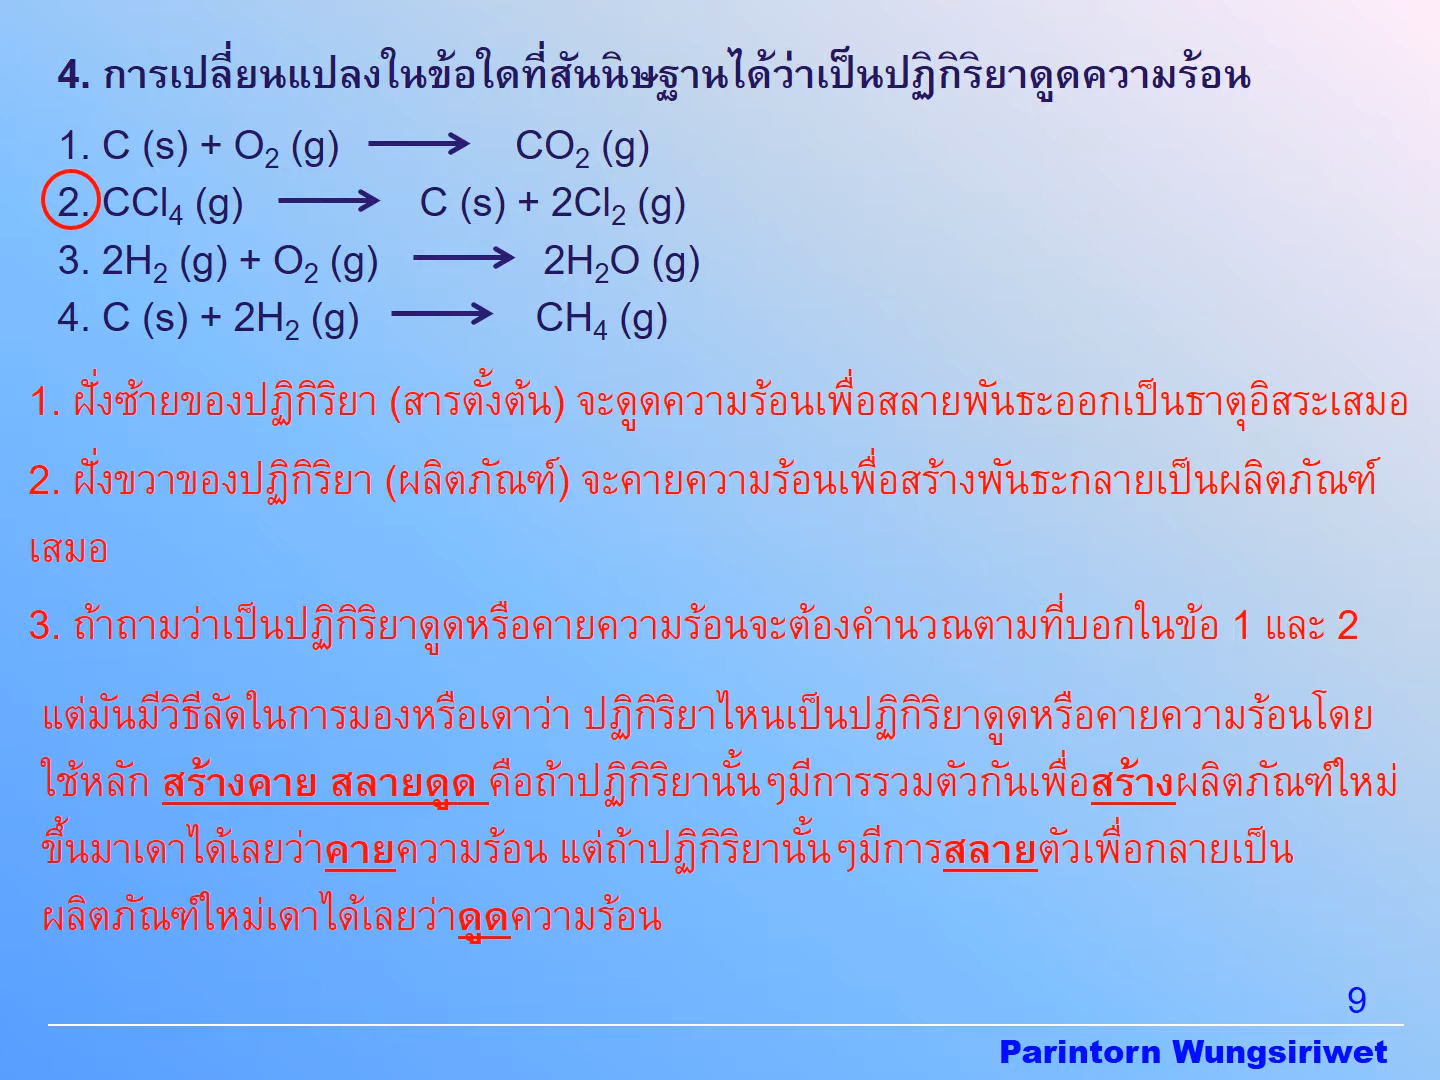 4. การเปลี่ยนแปลงในข้อใดที่สันนิษฐานได้ว่าเป็นปฏิกิริยาดูดความร้อน
1. C (s) + O₂ (g) ⟶ CO₂ (g)
2. CCl₄ (g) ⟶ C (s) + 2Cl₂ (g)
3. 2H₂ (g) + O₂ (g) ⟶ 2H₂O (g)
4. C (s) + 2H₂ (g) ⟶ CH₄ (g)
1. ฝั่งซ้ายของปฏิกิริยา (สารตั้งต้น) จะดูดความร้อนเพื่อสลายพันธะออกเป็นธาตุอิสระเสมอ
2. ฝั่งขวาของปฏิกิริยา (ผลิตภัณฑ์) จะคายความร้อนเพื่อสร้างพันธะกลายเป็นผลิตภัณฑ์
เสมอ
3. ถ้าถามว่าเป็นปฏิกิริยาดูดหรือคายความร้อนจะต้องคำนวณตามที่บอกในข้อ 1 และ 2
แต่มันมีวิธีลัดในการมองหรือเดาว่า ปฏิกิริยาไหนเป็นปฏิกิริยาดูดหรือคายความร้อนโดย
ใช้หลัก สร้างคาย สลายดูด คือถ้าปฏิกิริยานั้นๆมีการรวมตัวกันเพื่อสร้างผลิตภัณฑ์ใหม่
ขึ้นมาเดาได้เลยว่าคายความร้อน แต่ถ้าปฏิกิริยานั้นๆมีการสลายตัวเพื่อกลายเป็น
ผลิตภัณฑ์ใหม่เดาได้เลยว่าดูดความร้อน
9
Parintorn Wungsiriwet